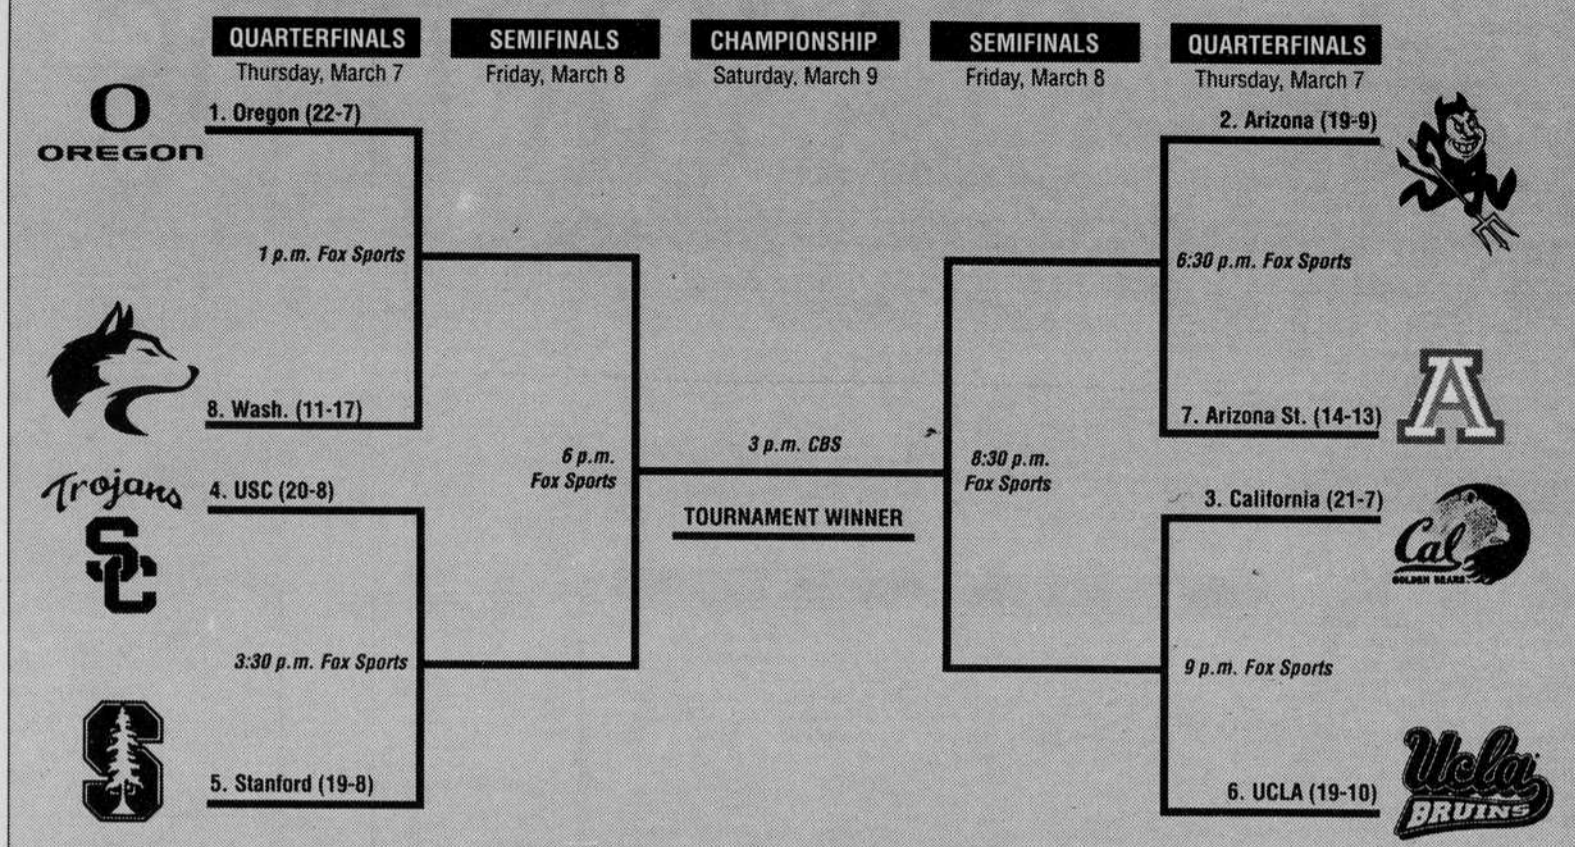 QUARTERFINALS
Thursday, March 7
SEMIFINALS
Friday, March 8
CHAMPIONSHIP
Saturday, March 9
SEMIFINALS
Friday, March 8
QUARTERFINALS
Thursday, March 7
O
OREGON
1. Oregon (22-7)
1 p.m. Fox Sports
8. Wash. (11-17)
Trojans
SC
4. USC (20-8)
3:30 p.m. Fox Sports
S
5. Stanford (19-8)
6 p.m.
Fox Sports
3 p.m. CBS
TOURNAMENT WINNER
8:30 p.m.
Fox Sports
2. Arizona (19-9)
6:30 p.m. Fox Sports
7. Arizona St. (14-13)
A
3. California (21-7)
Cal
GOLDEN BEARS
9 p.m. Fox Sports
6. UCLA (19-10)
Ucla
BRUINS